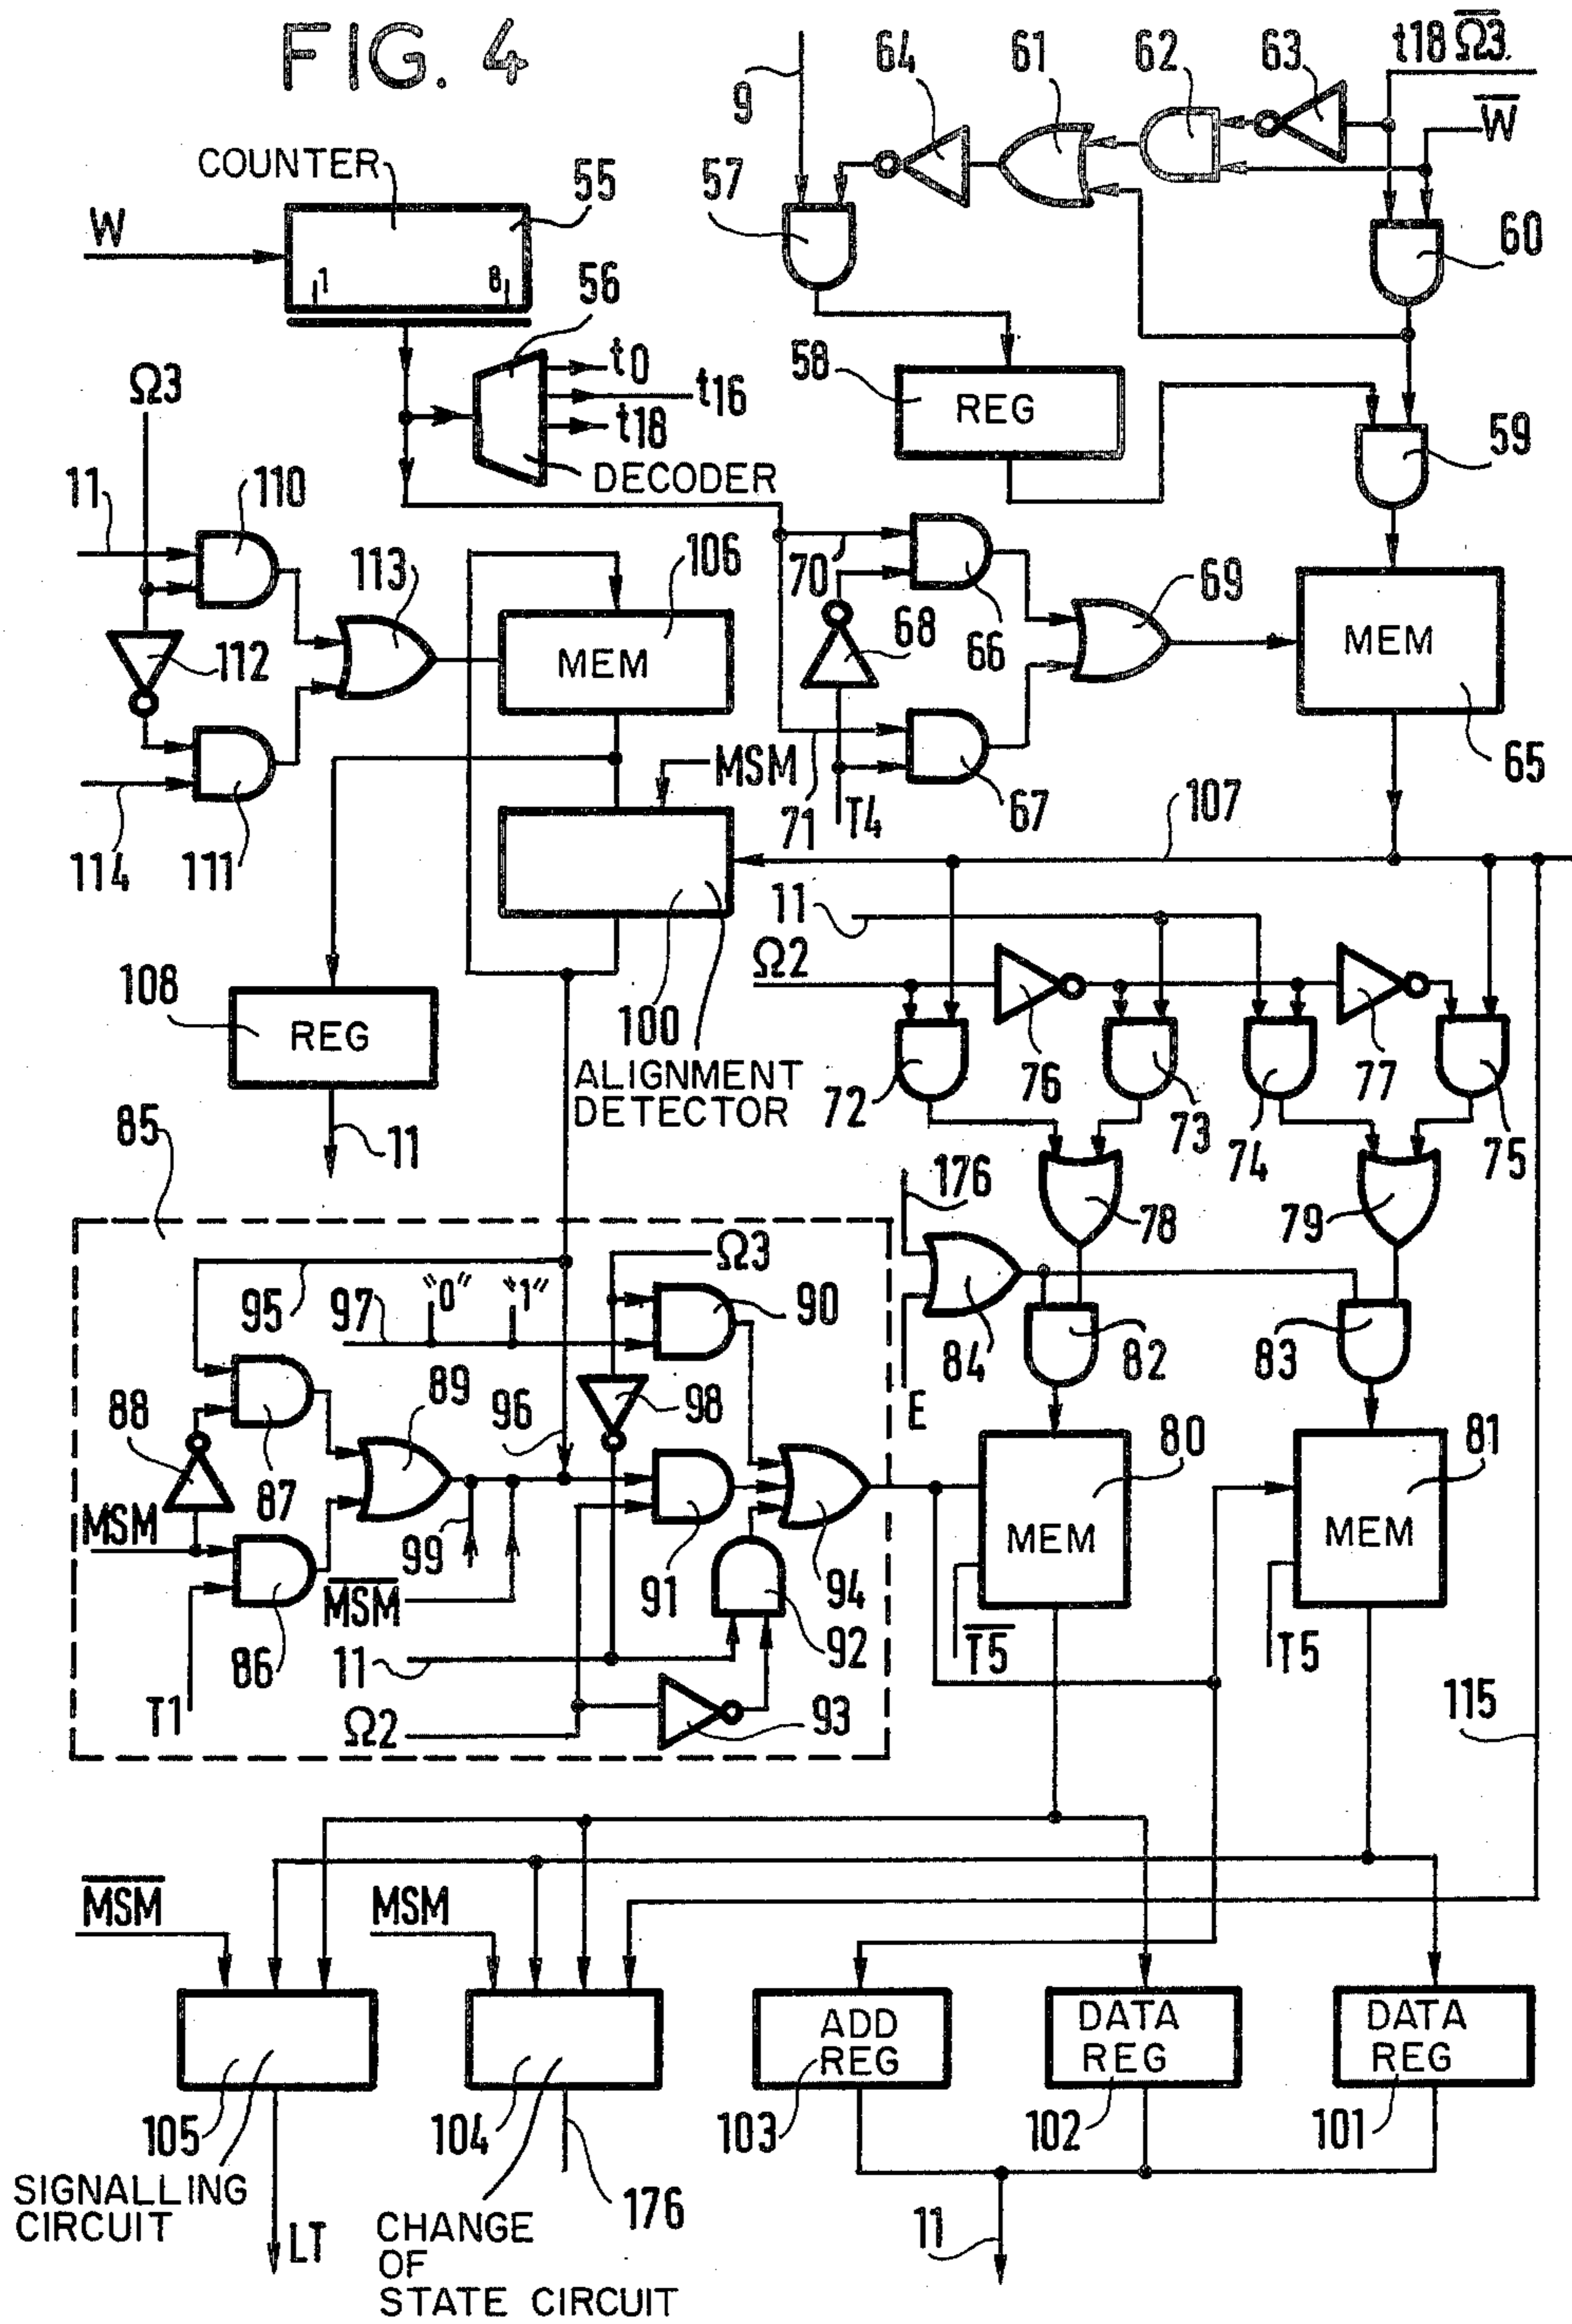 FIG. 4
t18 Ω̅3̅.
64
61
62
63
W̅
9
COUNTER
55
57
60
W
1
8
56
t0
t16
t18
DECODER
58
REG
59
Ω3
11
110
113
106
70
68
66
69
MEM
MEM
112
114
111
MSM
71
T4
67
107
65
11
Ω2
108
REG
100
ALIGNMENT
DETECTOR
72
76
73
74
77
75
85
11
176
78
79
Ω3
95
97
"0"
"1"
90
84
82
83
88
89
96
98
E
80
81
87
MSM
99
M̅S̅M̅
91
94
MEM
MEM
86
92
T̅5̅
T5
11
T1
Ω2
93
115
M̅S̅M̅
MSM
ADD
REG
DATA
REG
DATA
REG
105
104
103
102
101
SIGNALLING
CIRCUIT
LT
CHANGE
OF
STATE CIRCUIT
176
11